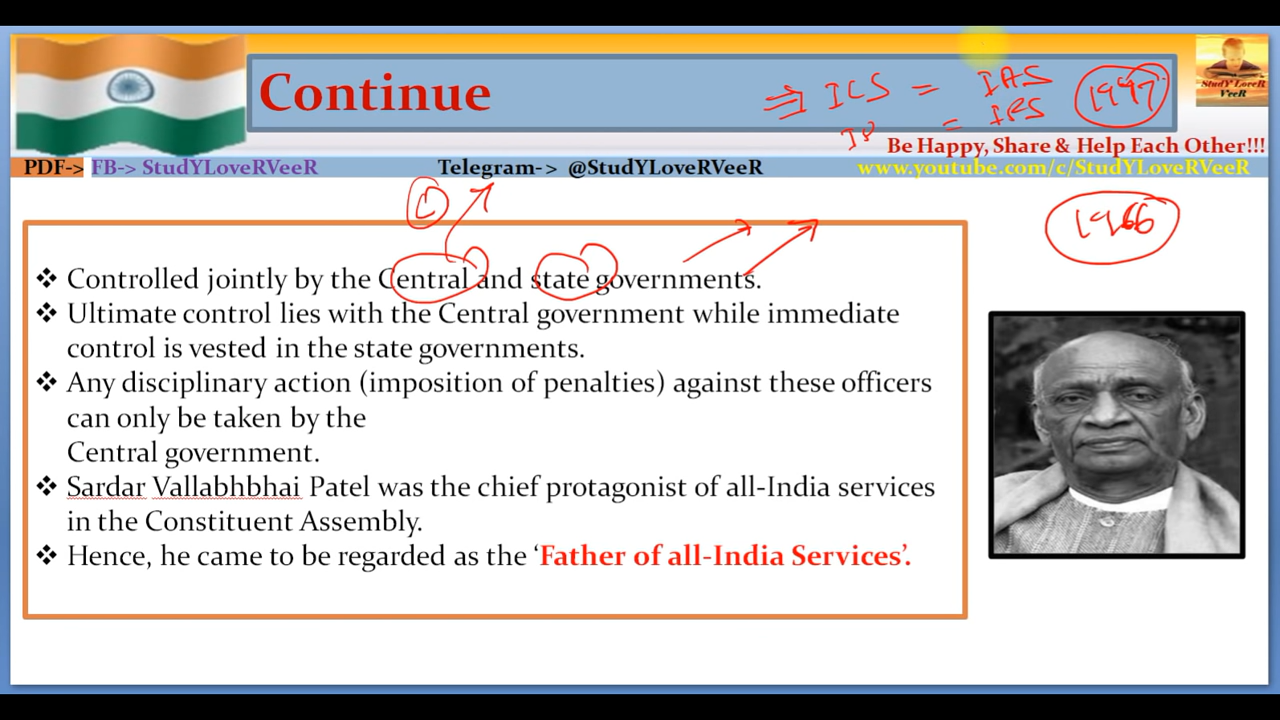 Continue
⇒ ICS = IAS
IP = IPS
1947
StudY LoveR
VeeR
Be Happy, Share & Help Each Other!!!
PDF-> FB-> StudYLoveRVeeR Telegram-> @StudYLoveRVeeR www.youtube.com/c/StudYLoveRVeeR
1966
❖ Controlled jointly by the Central and state governments.
❖ Ultimate control lies with the Central government while immediate
control is vested in the state governments.
❖ Any disciplinary action (imposition of penalties) against these officers
can only be taken by the
Central government.
❖ Sardar Vallabhbhai Patel was the chief protagonist of all-India services
in the Constituent Assembly.
❖ Hence, he came to be regarded as the ‘Father of all-India Services’.